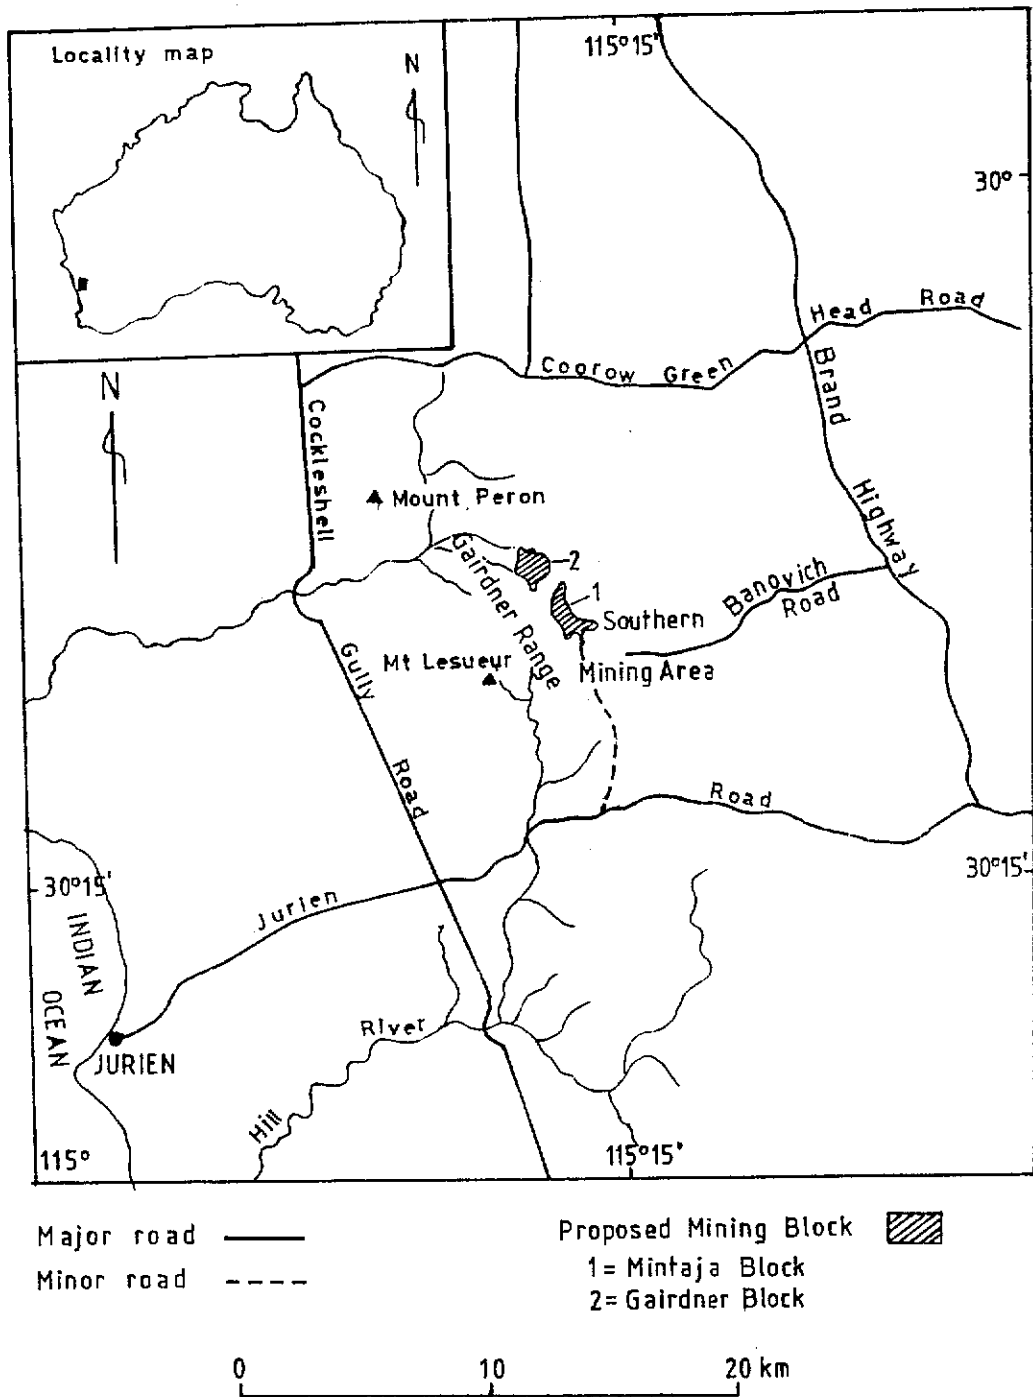 Locality map
N
115°15'
30°
Head Road
Coorow Green
Brand
Highway
N
Cockleshell
Mount Peron
Gairdner Range
2
1
Banovich
Road
Southern
Mining Area
Mt Lesueur
Gully
Road
Road
30°15'
30°15'
Jurien
INDIAN
OCEAN
JURIEN
River
Hill
115°
115°15'
Major road
Minor road
Proposed Mining Block
1= Mintaja Block
2= Gairdner Block
0 10 20 km